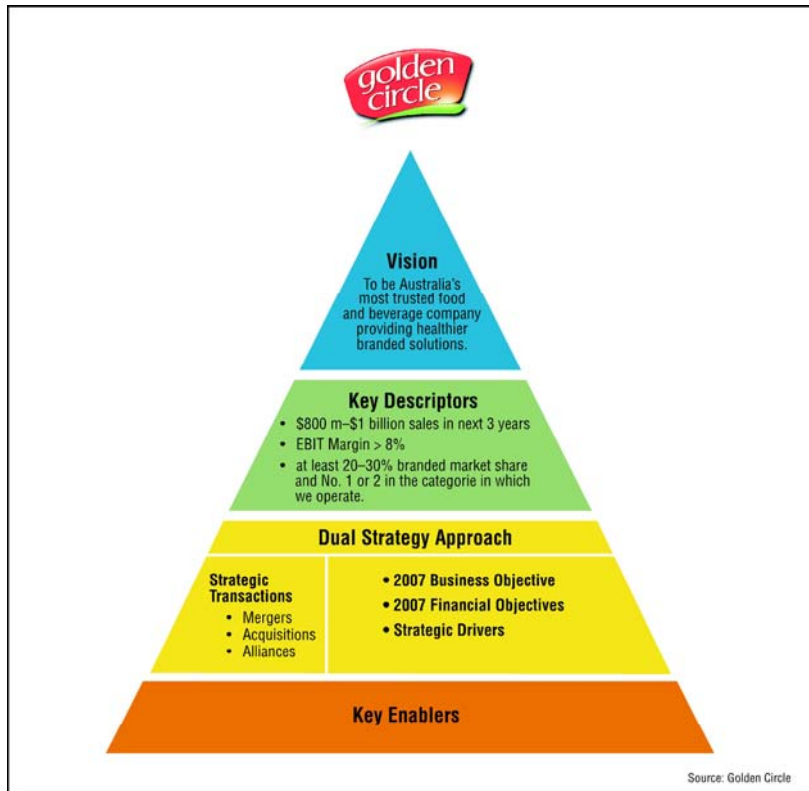 golden
circle
Vision
To be Australia's
most trusted food
and beverage company
providing healthier
branded solutions.
Key Descriptors
• $800 m–$1 billion sales in next 3 years
• EBIT Margin > 8%
• at least 20–30% branded market share
and No. 1 or 2 in the categorie in which
we operate.
Dual Strategy Approach
Strategic
Transactions
• Mergers
• Acquisitions
• Alliances
• 2007 Business Objective
• 2007 Financial Objectives
• Strategic Drivers
Key Enablers
Source: Golden Circle